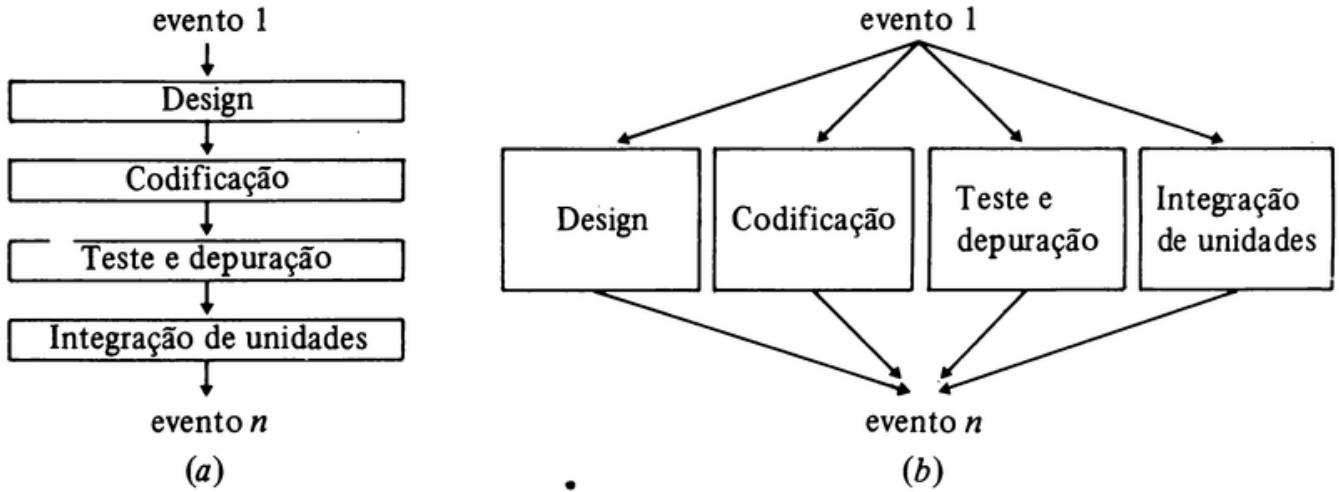 evento 1
Design
Codificação
Teste e depuração
Integração de unidades
evento n
(a)
evento 1
Design
Codificação
Teste e
depuração
Integração
de unidades
evento n
(b)